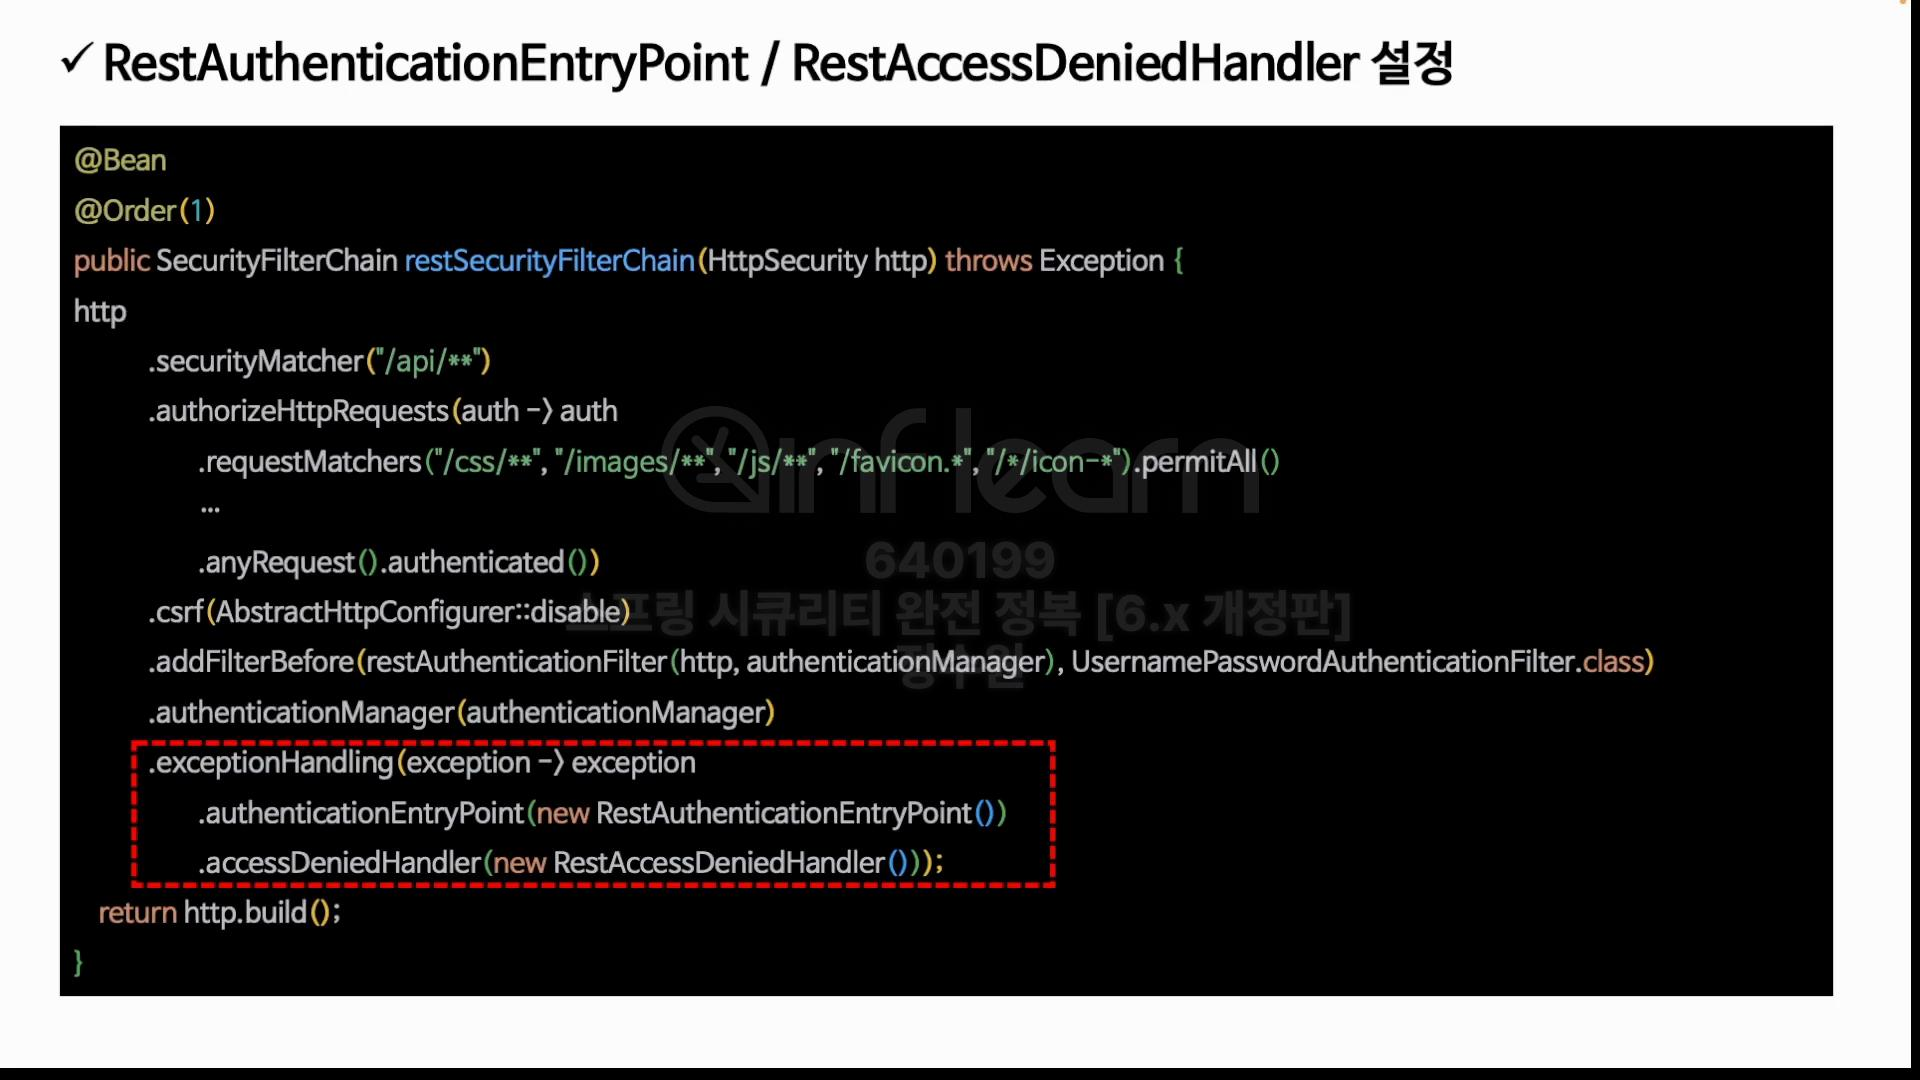 ✓ RestAuthenticationEntryPoint / RestAccessDeniedHandler 설정
@Bean
@Order(1)
public SecurityFilterChain restSecurityFilterChain(HttpSecurity http) throws Exception {
http
.securityMatcher("/api/**")
.authorizeHttpRequests(auth -> auth
.requestMatchers("/css/**", "/images/**", "/js/**", "/favicon.*", "/*/icon-*").permitAll()
...
.anyRequest().authenticated())
.csrf(AbstractHttpConfigurer::disable)
.addFilterBefore(restAuthenticationFilter(http, authenticationManager), UsernamePasswordAuthenticationFilter.class)
.authenticationManager(authenticationManager)
.exceptionHandling(exception -> exception
.authenticationEntryPoint(new RestAuthenticationEntryPoint())
.accessDeniedHandler(new RestAccessDeniedHandler()));
return http.build();
}
inflearn
640199
스프링 시큐리티 완전 정복 [6.x 개정판]
정수원